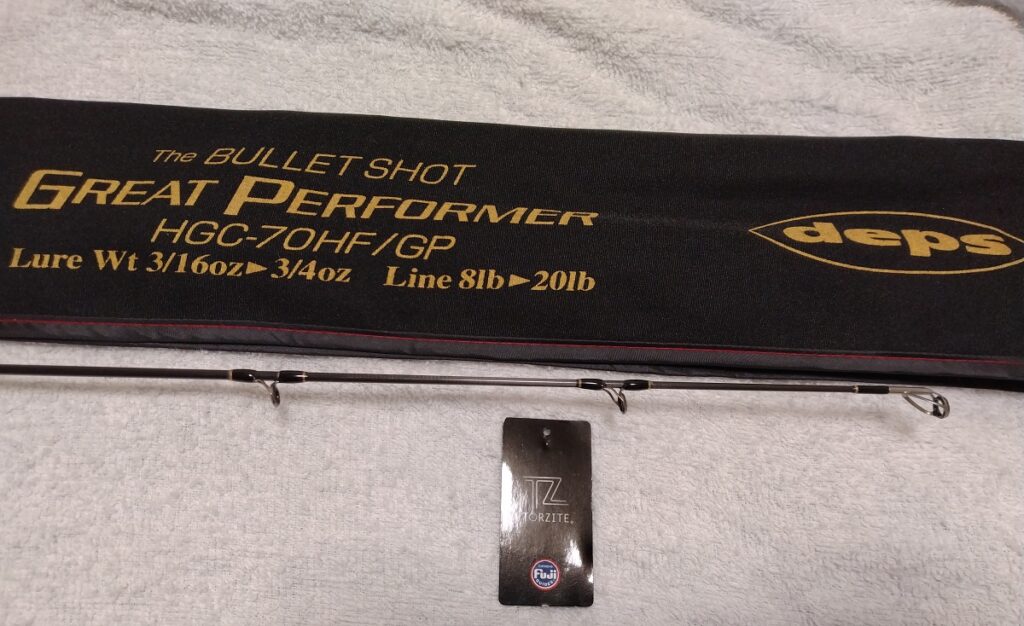 The BULLET SHOT
GREAT PERFORMER
HGC-70HF/GP
Lure Wt 3/16oz►3/4oz Line 8lb►20lb
deps
TZ
TORZITE®
Fuji